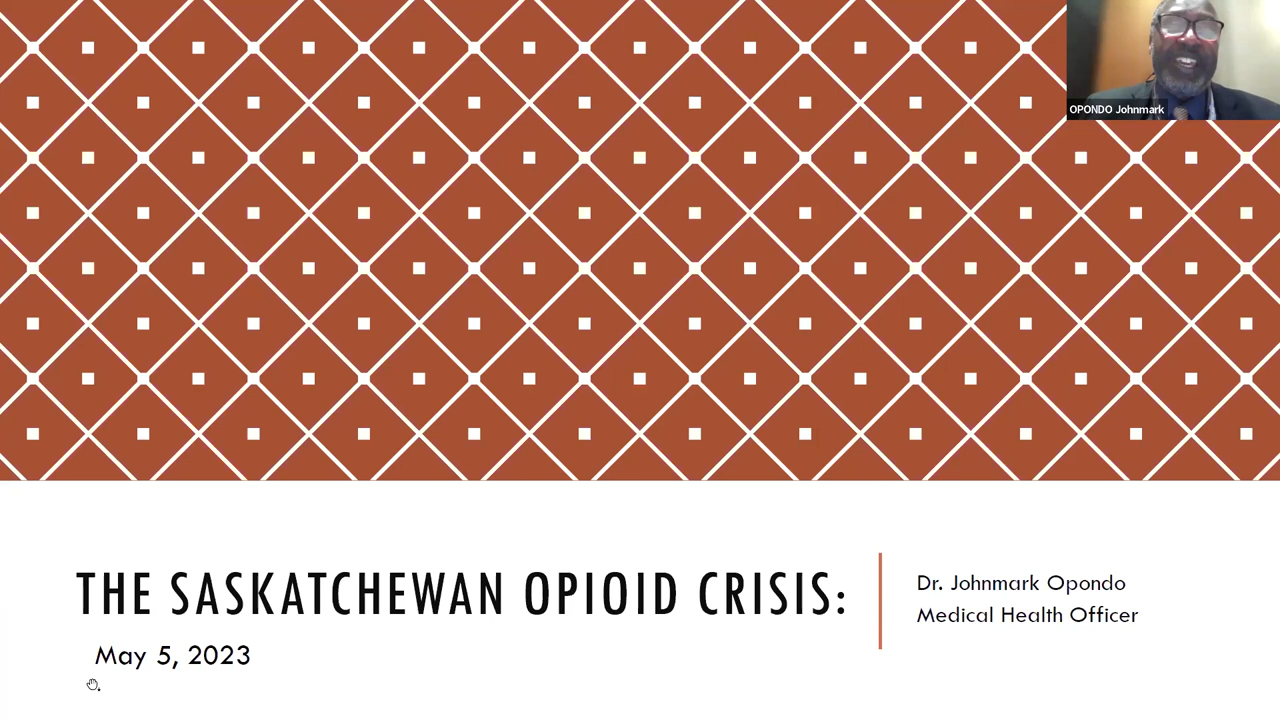 OPONDO Johnmark
THE SASKATCHEWAN OPIOID CRISIS:
May 5, 2023
Dr. Johnmark Opondo
Medical Health Officer